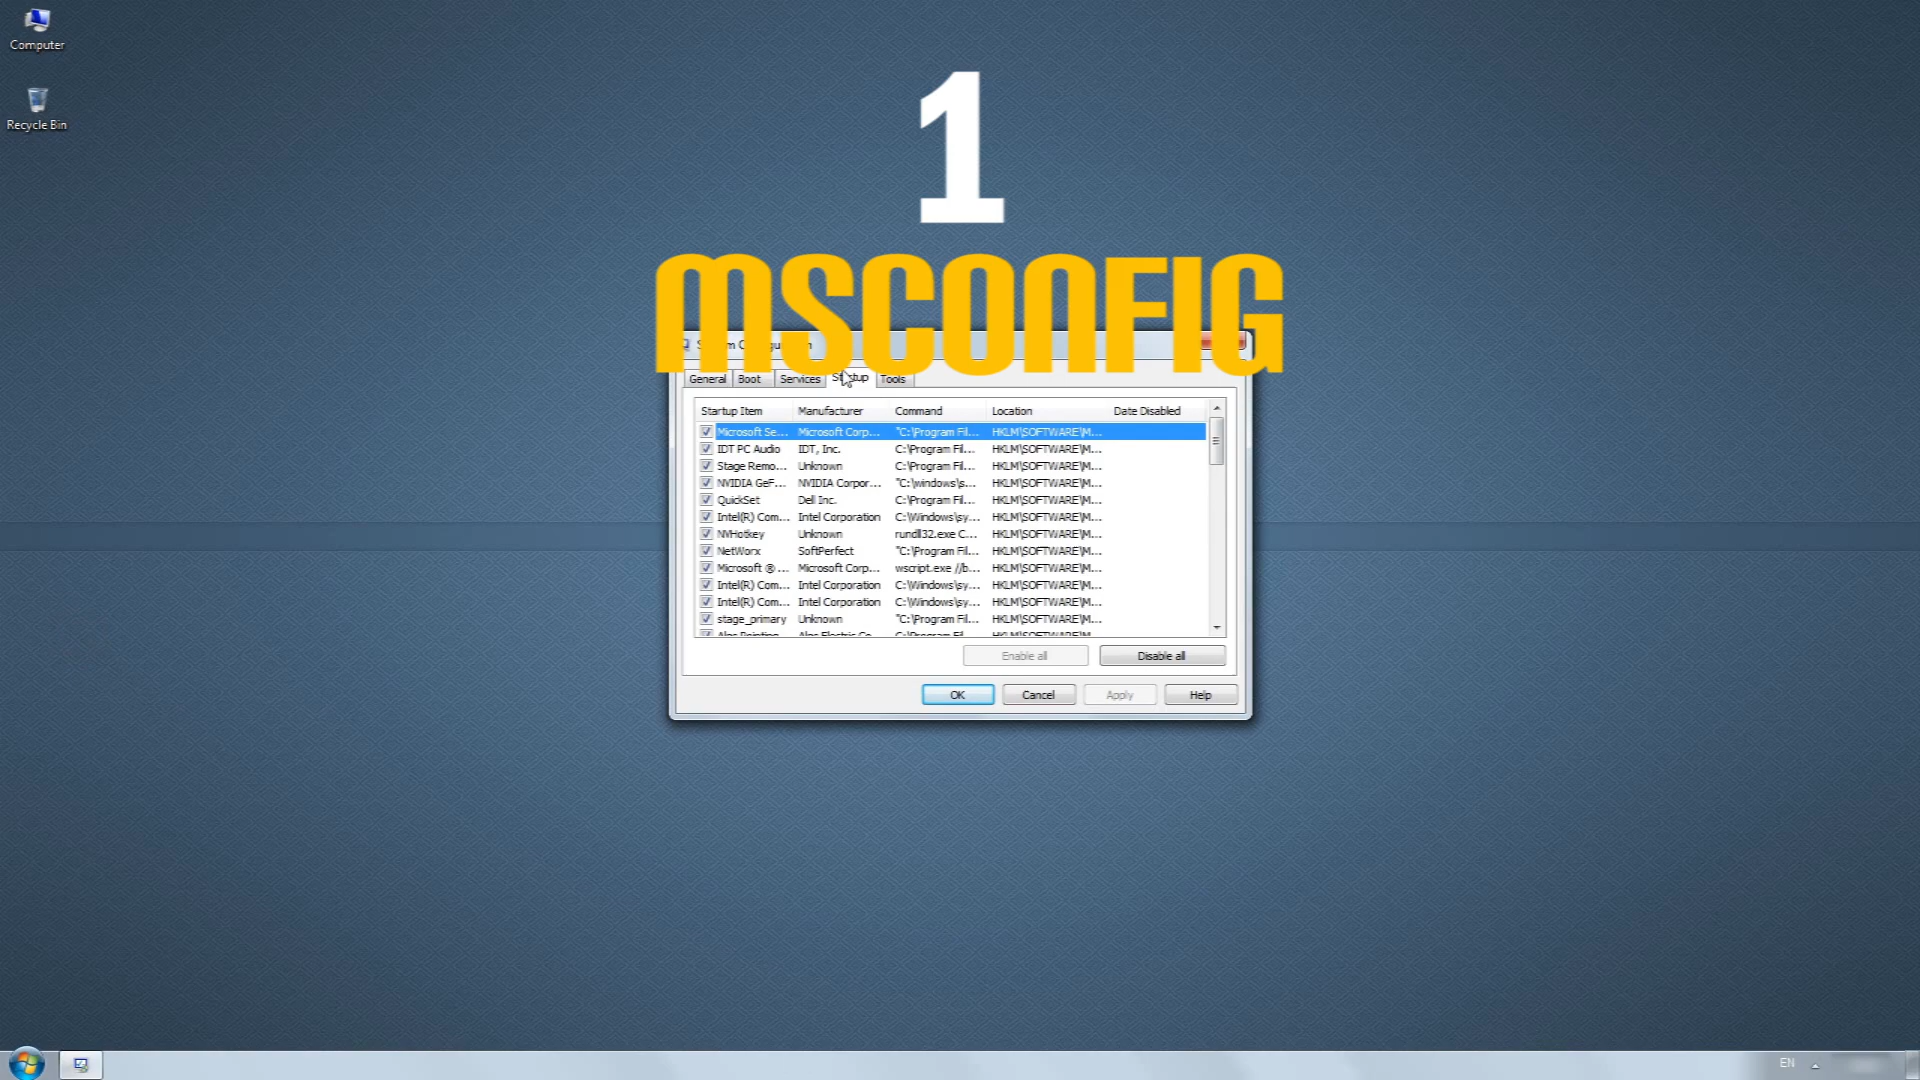 Computer
Recycle Bin
1
MSCONFIG
General Boot Services Startup Tools
Startup Item Manufacturer Command Location Date Disabled
Microsoft Se... Microsoft Corp... "C:\Program Fil... HKLM\SOFTWARE\M...
IDT PC Audio IDT, Inc. C:\Program Fil... HKLM\SOFTWARE\M...
Stage Remo... Unknown C:\Program Fil... HKLM\SOFTWARE\M...
NVIDIA GeF... NVIDIA Corpor... "C:\windows\s... HKLM\SOFTWARE\M...
QuickSet Dell Inc. C:\Program Fil... HKLM\SOFTWARE\M...
Intel(R) Com... Intel Corporation C:\Windows\sy... HKLM\SOFTWARE\M...
NVHotkey Unknown rundll32.exe C... HKLM\SOFTWARE\M...
NetWorx SoftPerfect "C:\Program Fil... HKLM\SOFTWARE\M...
Microsoft ® ... Microsoft Corp... wscript.exe //b... HKLM\SOFTWARE\M...
Intel(R) Com... Intel Corporation C:\Windows\sy... HKLM\SOFTWARE\M...
Intel(R) Com... Intel Corporation C:\Windows\sy... HKLM\SOFTWARE\M...
stage_primary Unknown "C:\Program Fil... HKLM\SOFTWARE\M...
Enable all Disable all
OK Cancel Apply Help
EN